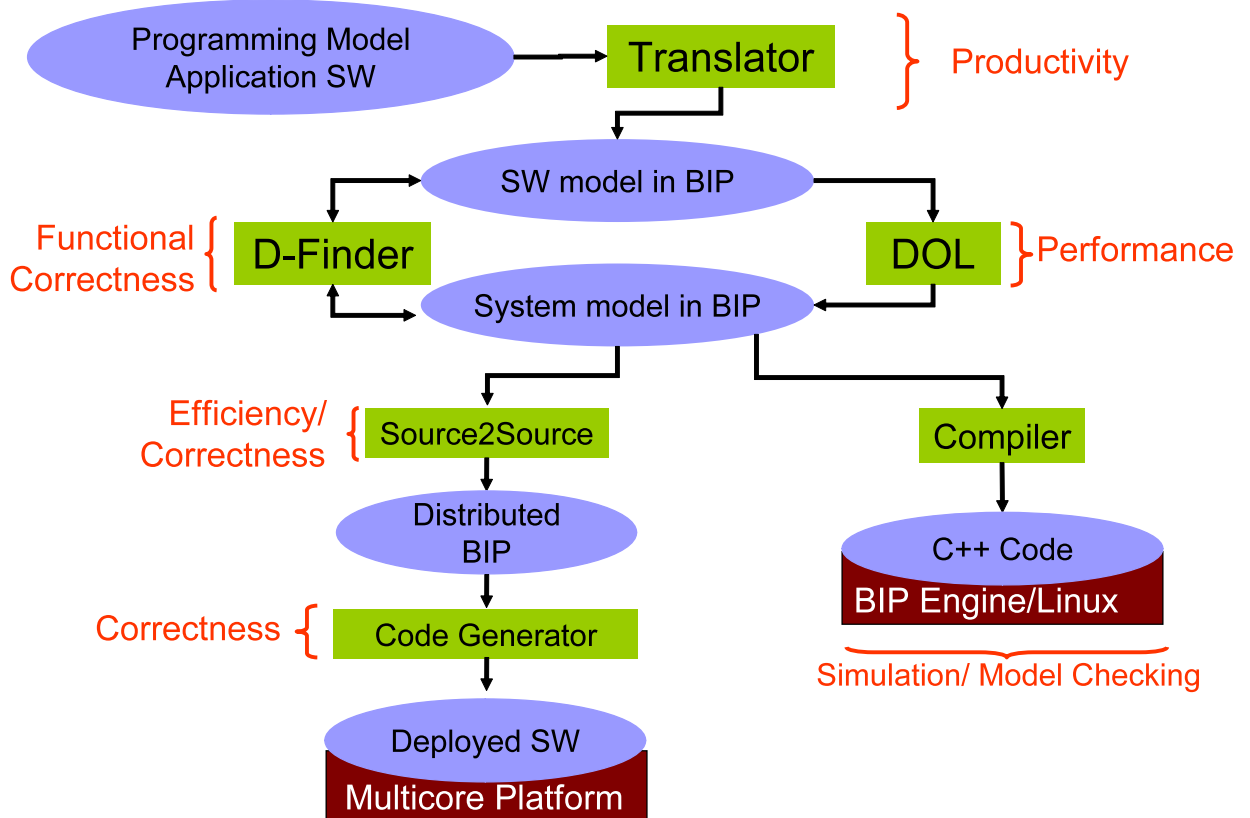 Programming Model
Application SW
Translator
Productivity
SW model in BIP
Functional
Correctness
D-Finder
DOL
Performance
System model in BIP
Efficiency/
Correctness
Source2Source
Compiler
Distributed
BIP
C++ Code
BIP Engine/Linux
Correctness
Code Generator
Simulation/ Model Checking
Deployed SW
Multicore Platform